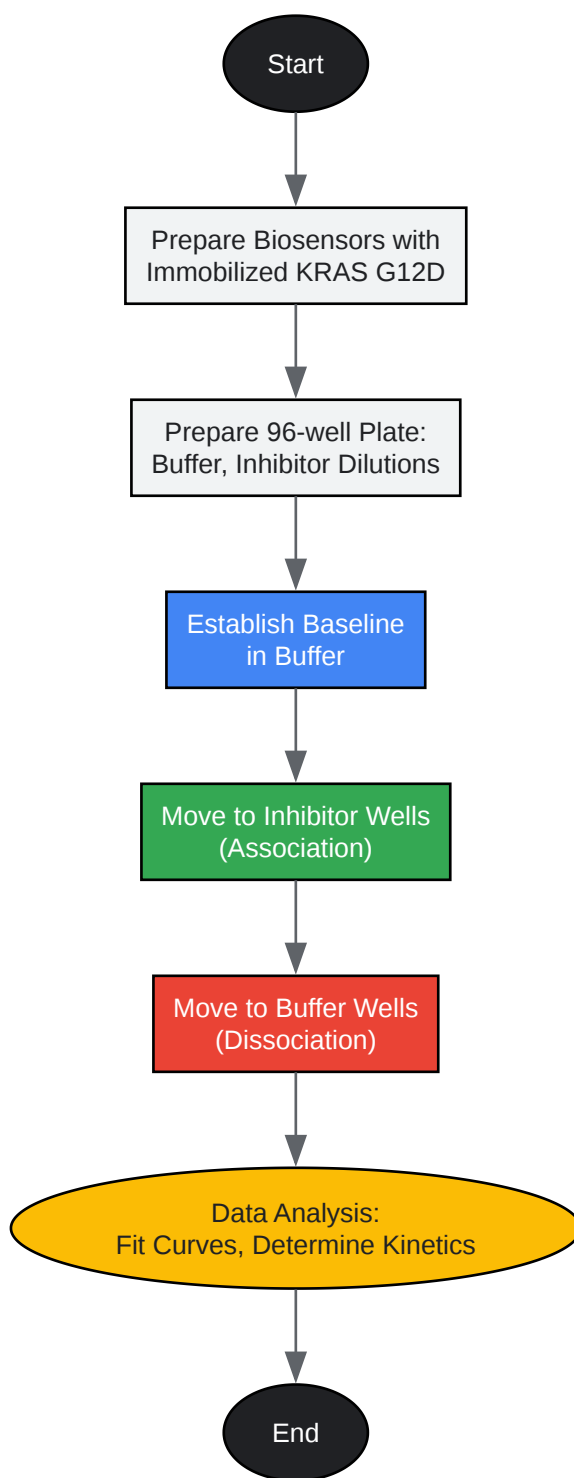 Start
Prepare Biosensors with
Immobilized KRAS G12D
Prepare 96-well Plate:
Buffer, Inhibitor Dilutions
Establish Baseline
in Buffer
Move to Inhibitor Wells
(Association)
Move to Buffer Wells
(Dissociation)
Data Analysis:
Fit Curves, Determine Kinetics
End